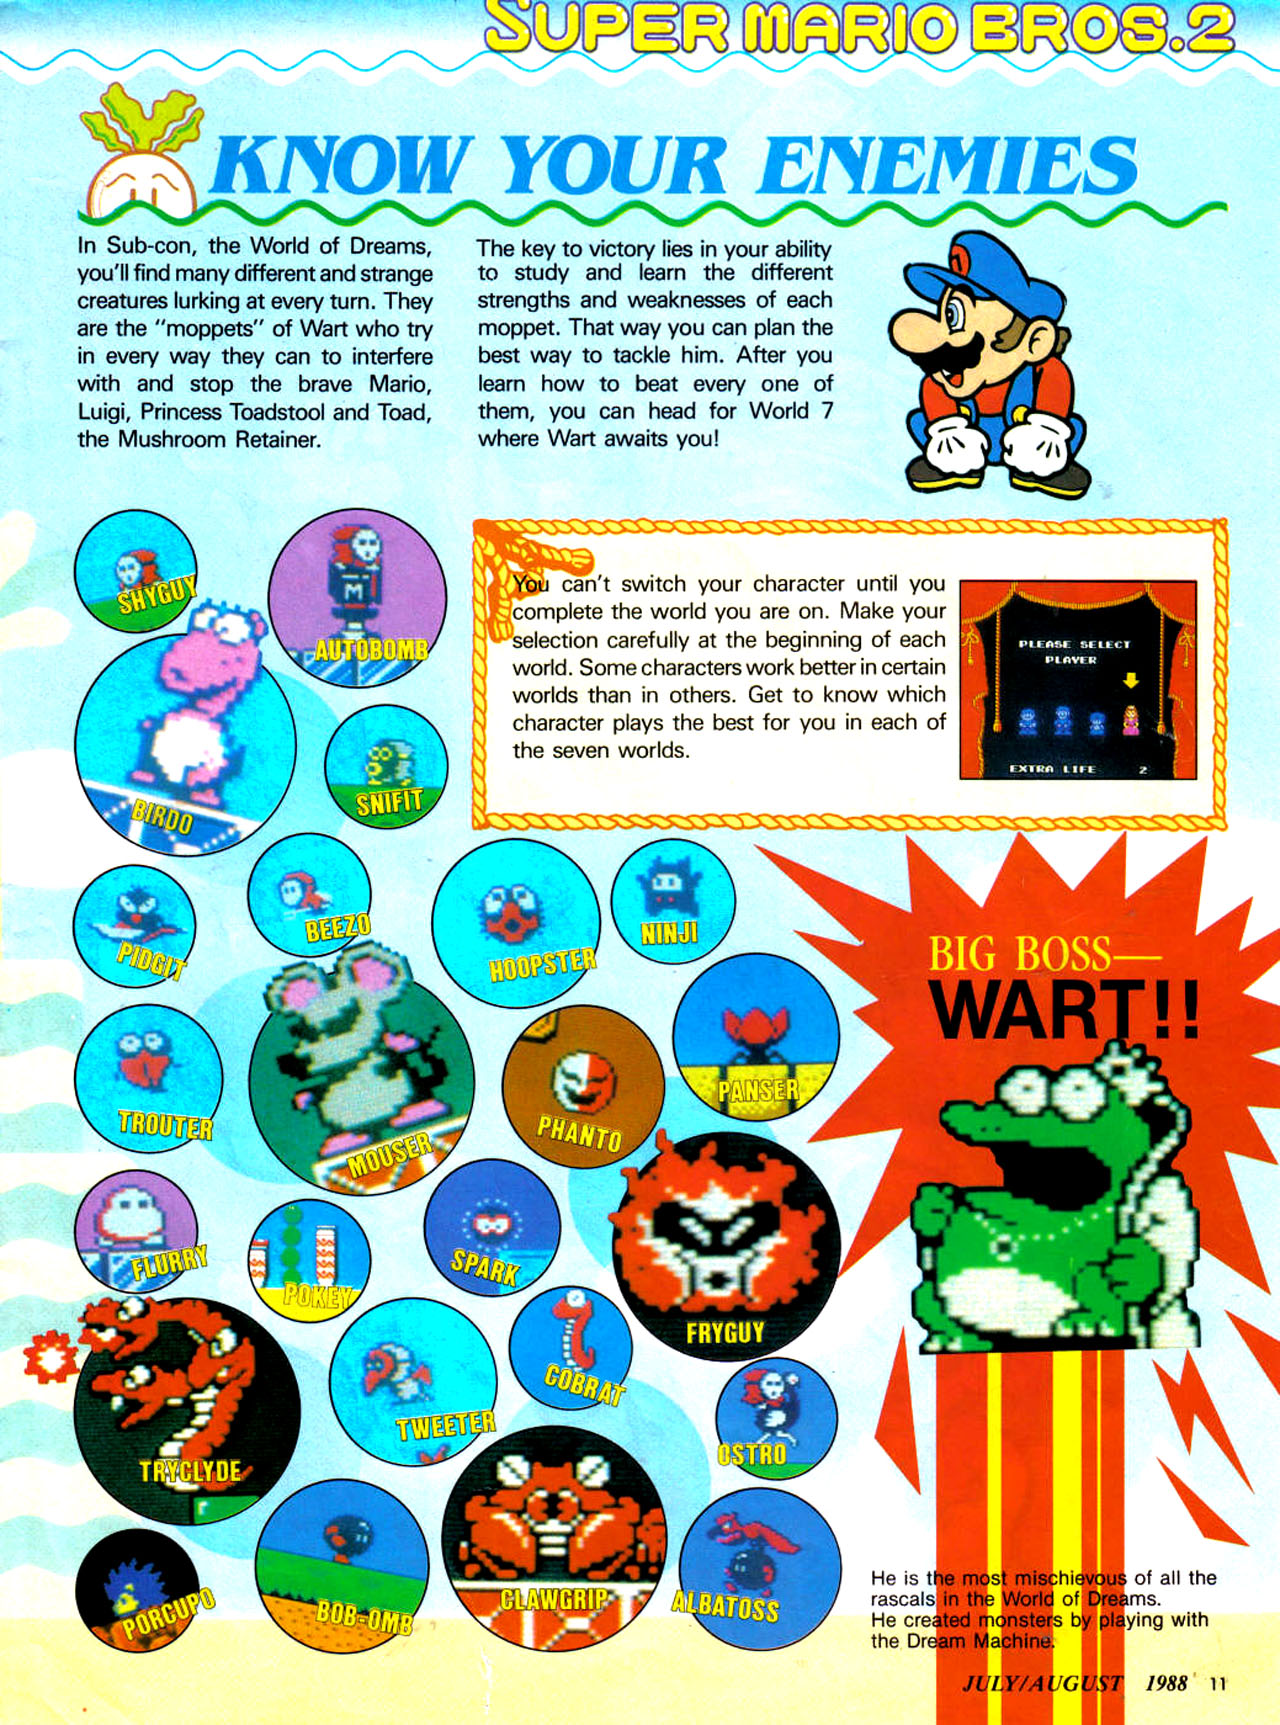 SUPER MARIO BROS.2
KNOW YOUR ENEMIES
In Sub-con, the World of Dreams,
you'll find many different and strange
creatures lurking at every turn. They
are the "moppets" of Wart who try
in every way they can to interfere
with and stop the brave Mario,
Luigi, Princess Toadstool and Toad,
the Mushroom Retainer.
The key to victory lies in your ability
to study and learn the different
strengths and weaknesses of each
moppet. That way you can plan the
best way to tackle him. After you
learn how to beat every one of
them, you can head for World 7
where Wart awaits you!
You can't switch your character until you
complete the world you are on. Make your
selection carefully at the beginning of each
world. Some characters work better in certain
worlds than in others. Get to know which
character plays the best for you in each of
the seven worlds.
PLEASE SELECT
PLAYER
EXTRA LIFE 2
SHYGUY
M
AUTOBOMB
BIRDO
SNIFIT
PIDGIT
BEEZO
HOOPSTER
NINJI
TROUTER
MOUSER
PHANTO
PANSER
FLURRY
POKEY
SPARK
FRYGUY
TRYCLYDE
TWEETER
COBRAT
OSTRO
PORCUPO
BOB-OMB
CLAWGRIP
ALBATOSS
BIG BOSS—
WART!!
He is the most mischievous of all the
rascals in the World of Dreams.
He created monsters by playing with
the Dream Machine.
JULY/AUGUST 1988 11